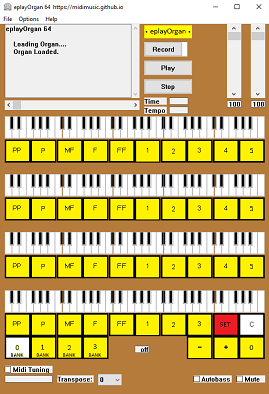 eplayOrgan 64 https://midimusic.github.io
File Options Help
eplayOrgan 64
Loading Organ....
Organ Loaded.
• eplayOrgan •
Record
Play
Stop
Time
Tempo
100 100
PP P MF F FF 1 2 3 4 5
PP P MF F FF 1 2 3 4 5
PP P MF F FF 1 2 3 4 5
PP P MF F FF 1 2 3 SET C
0 BANK 1 BANK 2 BANK 3 BANK off - + 0
Midi Tuning
Transpose: 0
Autobass Mute